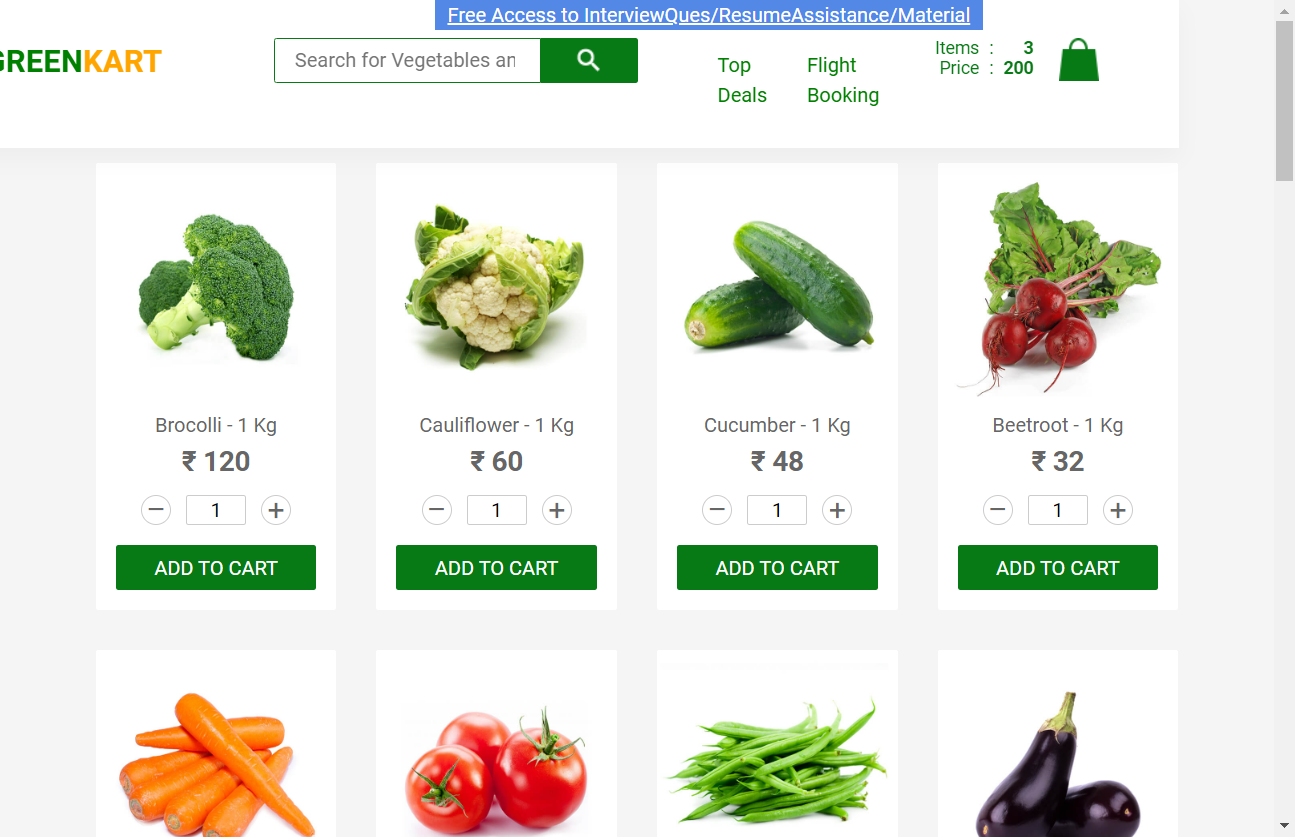 Free Access to InterviewQues/ResumeAssistance/Material
GREENKART
Search for Vegetables an
Top Deals
Flight Booking
Items : 3
Price : 200
Brocolli - 1 Kg
₹ 120
1
ADD TO CART
Cauliflower - 1 Kg
₹ 60
1
ADD TO CART
Cucumber - 1 Kg
₹ 48
1
ADD TO CART
Beetroot - 1 Kg
₹ 32
1
ADD TO CART